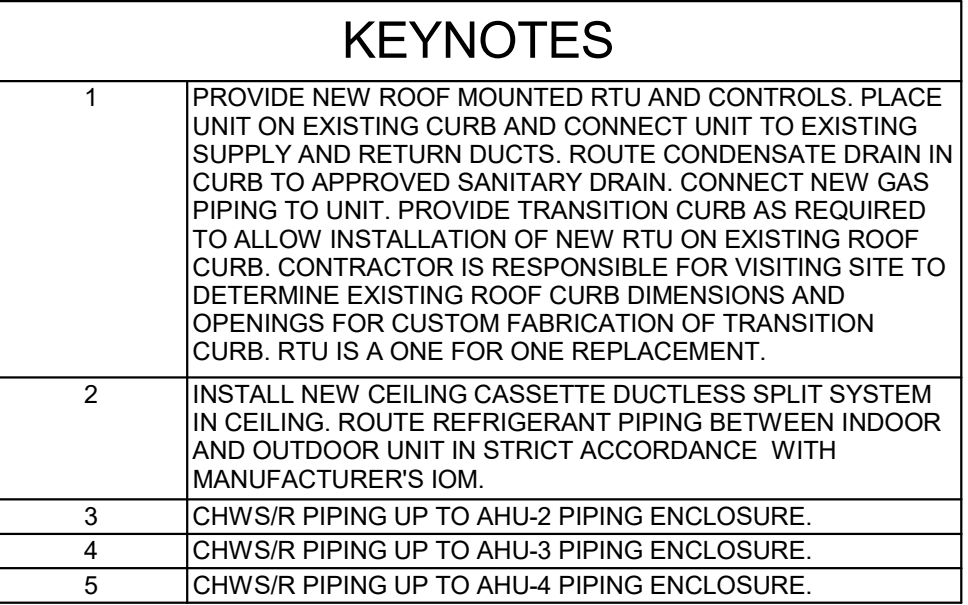 KEYNOTES
1
PROVIDE NEW ROOF MOUNTED RTU AND CONTROLS. PLACE
UNIT ON EXISTING CURB AND CONNECT UNIT TO EXISTING
SUPPLY AND RETURN DUCTS. ROUTE CONDENSATE DRAIN IN
CURB TO APPROVED SANITARY DRAIN. CONNECT NEW GAS
PIPING TO UNIT. PROVIDE TRANSITION CURB AS REQUIRED
TO ALLOW INSTALLATION OF NEW RTU ON EXISTING ROOF
CURB. CONTRACTOR IS RESPONSIBLE FOR VISITING SITE TO
DETERMINE EXISTING ROOF CURB DIMENSIONS AND
OPENINGS FOR CUSTOM FABRICATION OF TRANSITION
CURB. RTU IS A ONE FOR ONE REPLACEMENT.
2
INSTALL NEW CEILING CASSETTE DUCTLESS SPLIT SYSTEM
IN CEILING. ROUTE REFRIGERANT PIPING BETWEEN INDOOR
AND OUTDOOR UNIT IN STRICT ACCORDANCE  WITH
MANUFACTURER'S IOM.
3 CHWS/R PIPING UP TO AHU-2 PIPING ENCLOSURE.
4 CHWS/R PIPING UP TO AHU-3 PIPING ENCLOSURE.
5 CHWS/R PIPING UP TO AHU-4 PIPING ENCLOSURE.